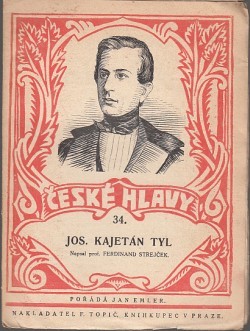 ČESKÉ HLAVY
34.
JOS. KAJETÁN TYL
Napsal prof. FERDINAND STREJČEK.
POŘÁDÁ JAN EMLER.
NAKLADATEL F. TOPIČ, KNIHKUPEC V PRAZE.